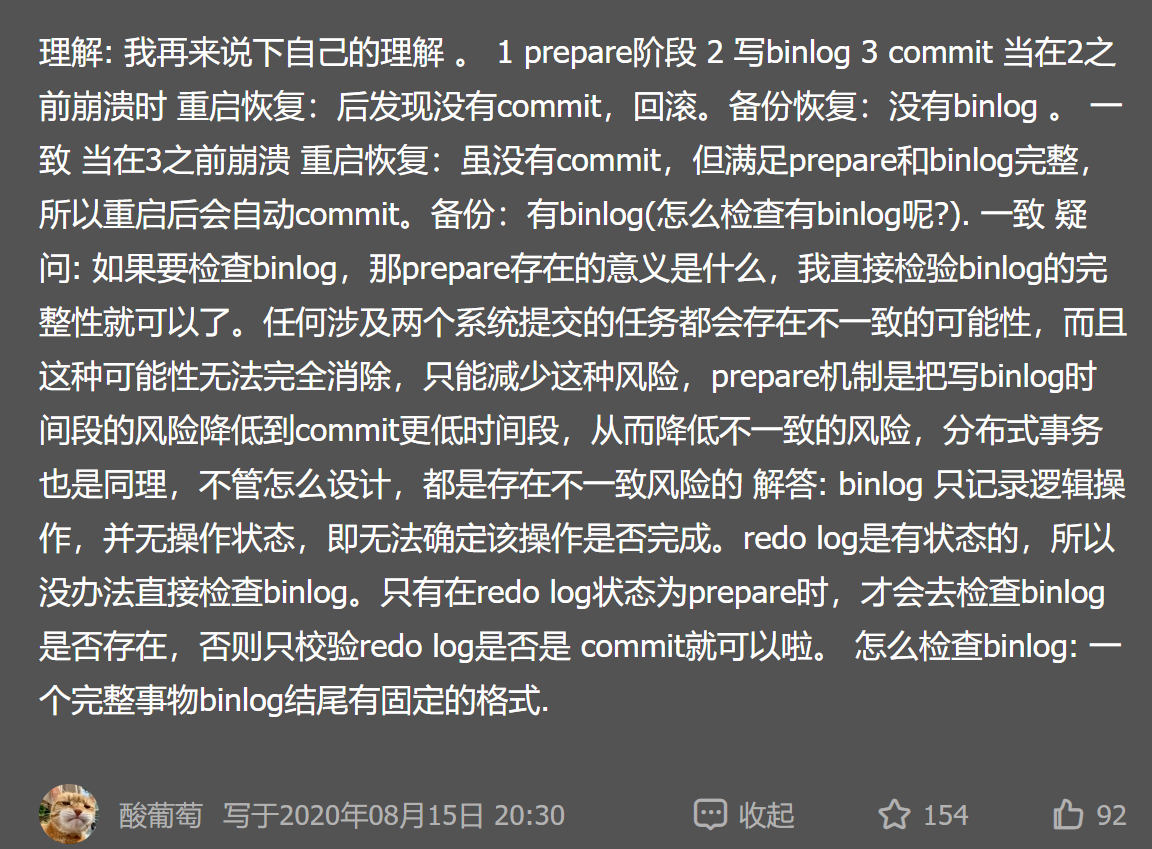 理解: 我再来说下自己的理解 。 1 prepare阶段 2 写binlog 3 commit 当在2之
前崩溃时 重启恢复：后发现没有commit，回滚。备份恢复：没有binlog 。 一
致 当在3之前崩溃 重启恢复：虽没有commit，但满足prepare和binlog完整，
所以重启后会自动commit。备份：有binlog(怎么检查有binlog呢?). 一致 疑
问: 如果要检查binlog，那prepare存在的意义是什么，我直接检验binlog的完
整性就可以了。任何涉及两个系统提交的任务都会存在不一致的可能性，而且
这种可能性无法完全消除，只能减少这种风险，prepare机制是把写binlog时
间段的风险降低到commit更低时间段，从而降低不一致的风险，分布式事务
也是同理，不管怎么设计，都是存在不一致风险的 解答: binlog 只记录逻辑操
作，并无操作状态，即无法确定该操作是否完成。redo log是有状态的，所以
没办法直接检查binlog。只有在redo log状态为prepare时，才会去检查binlog
是否存在，否则只校验redo log是否是 commit就可以啦。 怎么检查binlog: 一
个完整事物binlog结尾有固定的格式.
酸葡萄 写于2020年08月15日 20:30 收起 154 92